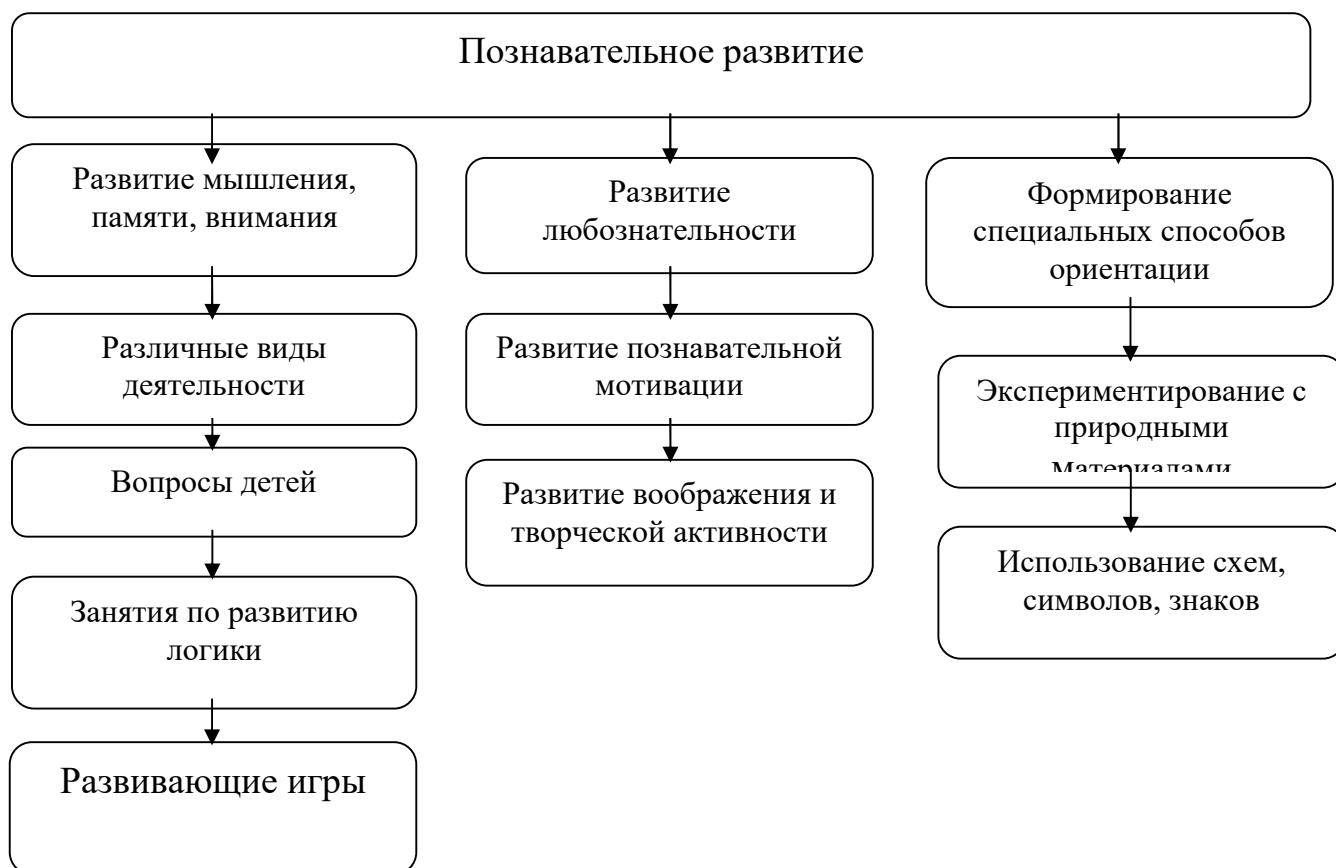 Познавательное развитие
Развитие мышления,
памяти, внимания
Различные виды
деятельности
Вопросы детей
Занятия по развитию
логики
Развивающие игры
Развитие
любознательности
Развитие познавательной
мотивации
Развитие воображения и
творческой активности
Формирование
специальных способов
ориентации
Экспериментирование с
природными
материалами
Использование схем,
символов, знаков